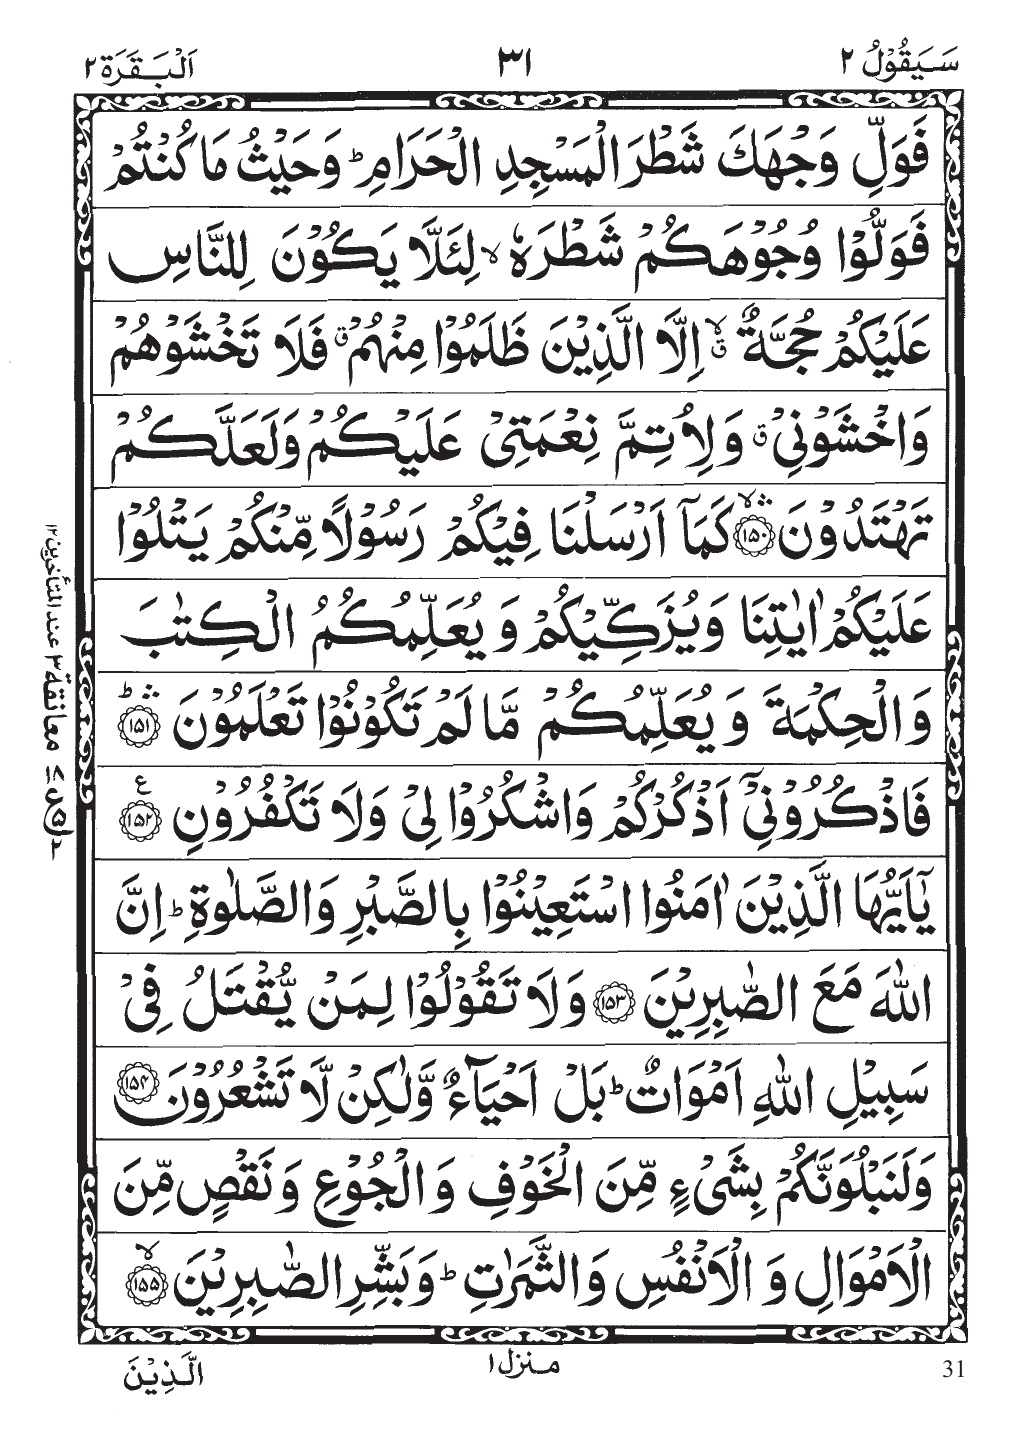 سَيَقُوْلُ ٢
٣١
اَلْبَقَرَة ٢
فَوَلِّ وَجْهَكَ شَطْرَ الْمَسْجِدِ الْحَرَامِ ؕ وَحَيْثُ مَا كُنْتُمْ
فَوَلُّوْا وُجُوْهَكُمْ شَطْرَهٗ ۙ لِئَلَّا يَكُوْنَ لِلنَّاسِ
عَلَيْكُمْ حُجَّةٌ ۙۗ اِلَّا الَّذِيْنَ ظَلَمُوْا مِنْهُمْ ۗ فَلَا تَخْشَوْهُمْ
وَاخْشَوْنِيْ ۗ وَلِاُتِمَّ نِعْمَتِيْ عَلَيْكُمْ وَلَعَلَّكُمْ
تَهْتَدُوْنَ ۛۙ ﴿١٥٠﴾ كَمَآ اَرْسَلْنَا فِيْكُمْ رَسُوْلًا مِّنْكُمْ يَتْلُوْا
عَلَيْكُمْ اٰيٰتِنَا وَيُزَكِّيْكُمْ وَيُعَلِّمُكُمُ الْكِتٰبَ
وَالْحِكْمَةَ وَيُعَلِّمُكُمْ مَّا لَمْ تَكُوْنُوْا تَعْلَمُوْنَ ۛؕ ﴿١٥١﴾
فَاذْكُرُوْنِيْٓ اَذْكُرْكُمْ وَاشْكُرُوْا لِيْ وَلَا تَكْفُرُوْنِ ﴿١٥٢﴾ ع
يٰٓاَيُّهَا الَّذِيْنَ اٰمَنُوا اسْتَعِيْنُوْا بِالصَّبْرِ وَالصَّلٰوةِ ؕ اِنَّ
اللّٰهَ مَعَ الصّٰبِرِيْنَ ﴿١٥٣﴾ وَلَا تَقُوْلُوْا لِمَنْ يُّقْتَلُ فِيْ
سَبِيْلِ اللّٰهِ اَمْوَاتٌ ؕ بَلْ اَحْيَآءٌ وَّلٰكِنْ لَّا تَشْعُرُوْنَ ﴿١٥٤﴾
وَلَنَبْلُوَنَّكُمْ بِشَيْءٍ مِّنَ الْخَوْفِ وَالْجُوْعِ وَنَقْصٍ مِّنَ
الْاَمْوَالِ وَالْاَنْفُسِ وَالثَّمَرٰتِ ؕ وَبَشِّرِ الصّٰبِرِيْنَ ۙ ﴿١٥٥﴾
معانقة ٣ عند المتأخرين ١٢
31
منزل ١
الَّذِيْنَ